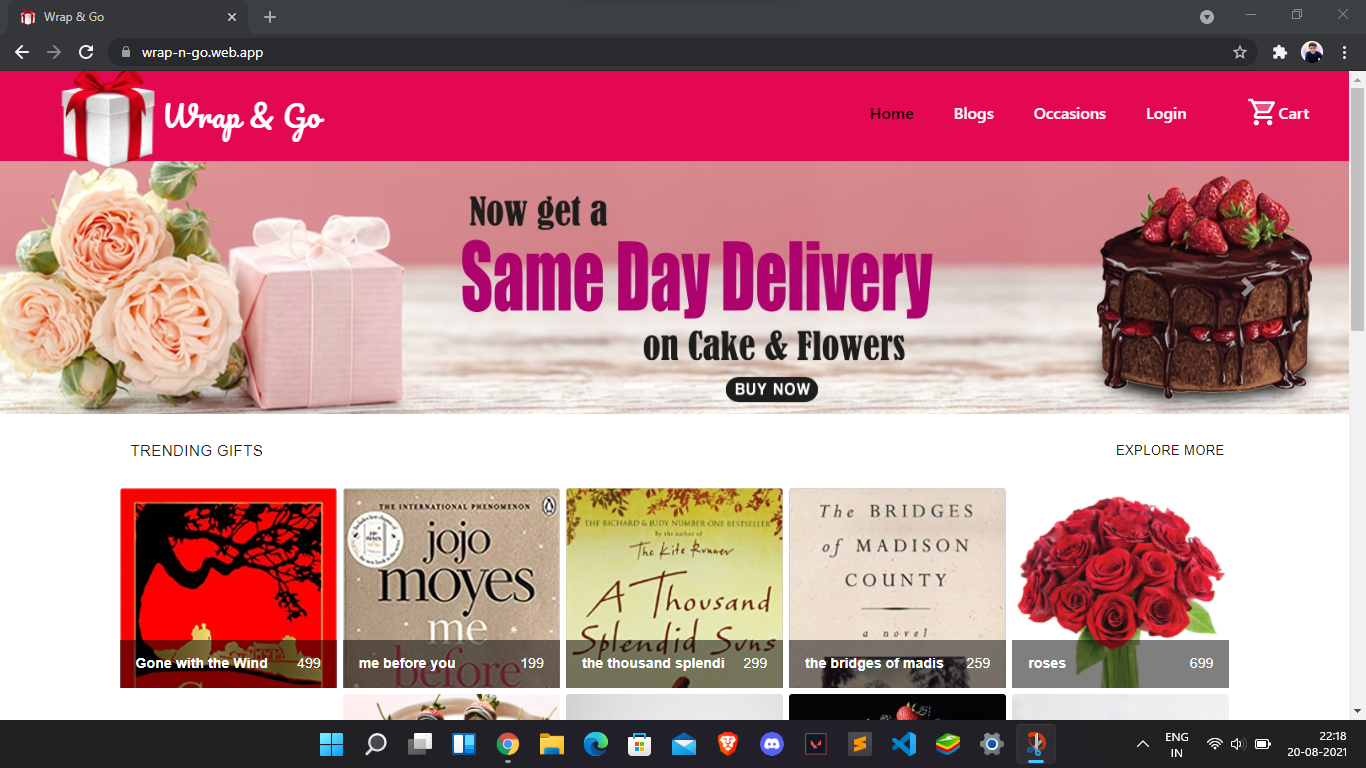 Wrap & Go
wrap-n-go.web.app
Wrap & Go
Home
Blogs
Occasions
Login
Cart
Now get a
Same Day Delivery
on Cake & Flowers
BUY NOW
TRENDING GIFTS
EXPLORE MORE
Gone with the Wind 499
THE INTERNATIONAL PHENOMENON
jojo
moyes
me
before
me before you 199
THE RICHARD & JUDY NUMBER ONE BESTSELLER
By the author of
The Kite Runner
A Thousand
Splendid Suns
the thousand splendi 299
The BRIDGES
of MADISON
COUNTY
a novel
the bridges of madis 259
roses 699
ENG
IN
22:18
20-08-2021